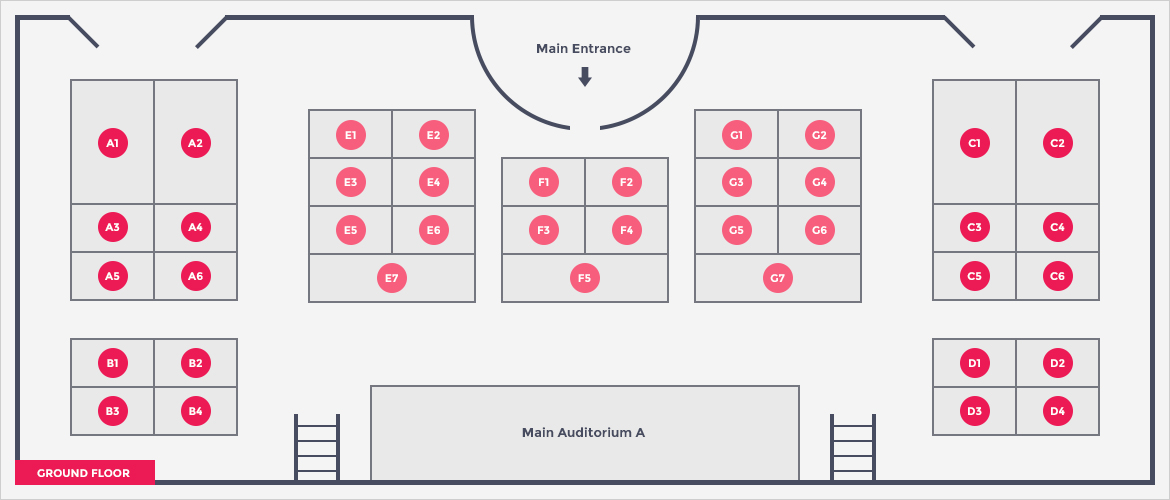 Main Entrance
A1 A2
A3 A4
A5 A6
B1 B2
B3 B4
E1 E2
E3 E4
E5 E6
E7
F1 F2
F3 F4
F5
G1 G2
G3 G4
G5 G6
G7
C1 C2
C3 C4
C5 C6
D1 D2
D3 D4
Main Auditorium A
GROUND FLOOR